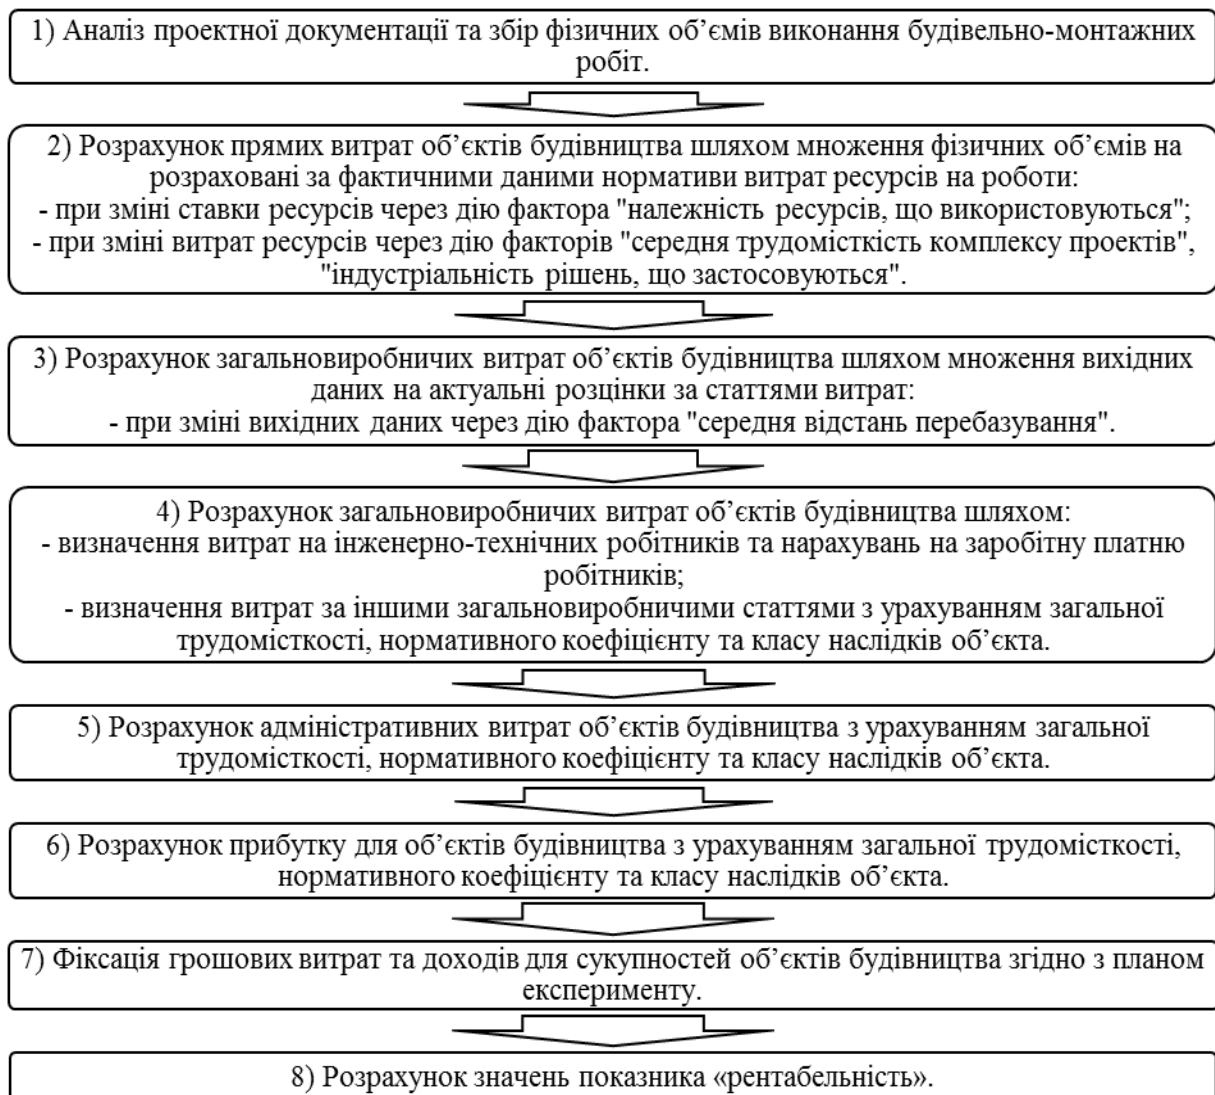 1) Аналіз проектної документації та збір фізичних об’ємів виконання будівельно-монтажних
робіт.
2) Розрахунок прямих витрат об’єктів будівництва шляхом множення фізичних об’ємів на
розраховані за фактичними даними нормативи витрат ресурсів на роботи:
- при зміні ставки ресурсів через дію фактора "належність ресурсів, що використовуються";
- при зміні витрат ресурсів через дію факторів "середня трудомісткість комплексу проектів",
"індустріальність рішень, що застосовуються".
3) Розрахунок загальновиробничих витрат об’єктів будівництва шляхом множення вихідних
даних на актуальні розцінки за статтями витрат:
- при зміні вихідних даних через дію фактора "середня відстань перебазування".
4) Розрахунок загальновиробничих витрат об’єктів будівництва шляхом:
- визначення витрат на інженерно-технічних робітників та нарахувань на заробітну платню
робітників;
- визначення витрат за іншими загальновиробничими статтями з урахуванням загальної
трудомісткості, нормативного коефіцієнту та класу наслідків об’єкта.
5) Розрахунок адміністративних витрат об’єктів будівництва з урахуванням загальної
трудомісткості, нормативного коефіцієнту та класу наслідків об’єкта.
6) Розрахунок прибутку для об’єктів будівництва з урахуванням загальної трудомісткості,
нормативного коефіцієнту та класу наслідків об’єкта.
7) Фіксація грошових витрат та доходів для сукупностей об’єктів будівництва згідно з планом
експерименту.
8) Розрахунок значень показника «рентабельність».